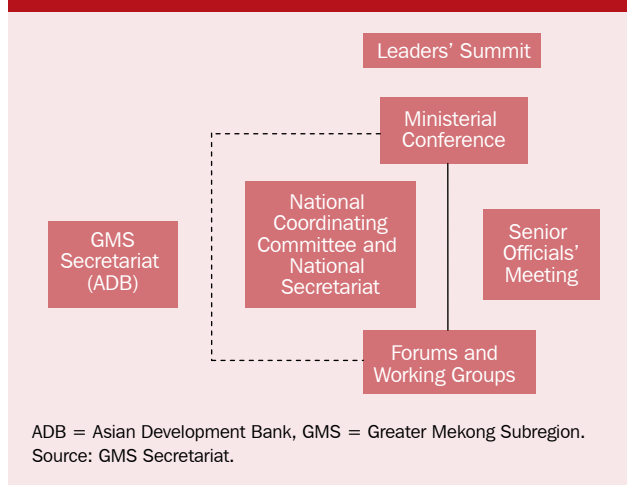 Leaders’ Summit
Ministerial
Conference
National
Coordinating
Committee and
National
Secretariat
GMS
Secretariat
(ADB)
Senior
Officials’
Meeting
Forums and
Working Groups
ADB = Asian Development Bank, GMS = Greater Mekong Subregion.
Source: GMS Secretariat.